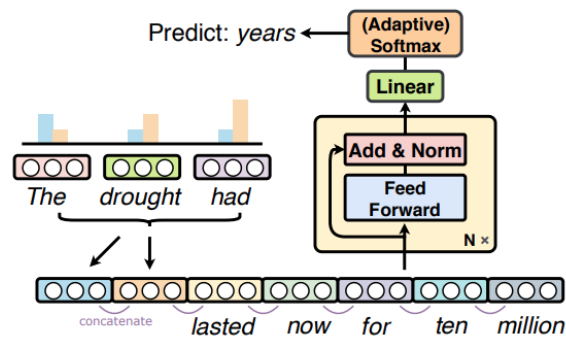 Predict: years
(Adaptive)
Softmax
Linear
Add & Norm
Feed
Forward
N ×
The drought had
concatenate
lasted now for ten million